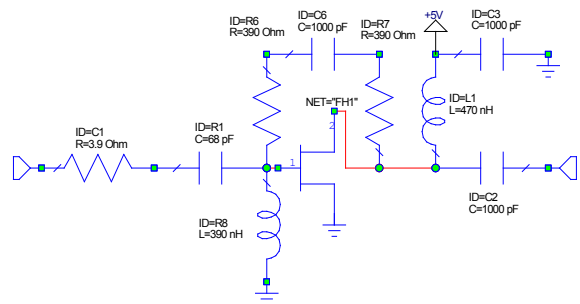 ID=R6
R=390 Ohm
ID=C6
C=1000 pF
ID=R7
R=390 Ohm
+5V
ID=C3
C=1000 pF
NET="FH1"
ID=L1
L=470 nH
2
ID=C1
R=3.9 Ohm
ID=R1
C=68 pF
1
ID=C2
C=1000 pF
ID=R8
L=390 nH